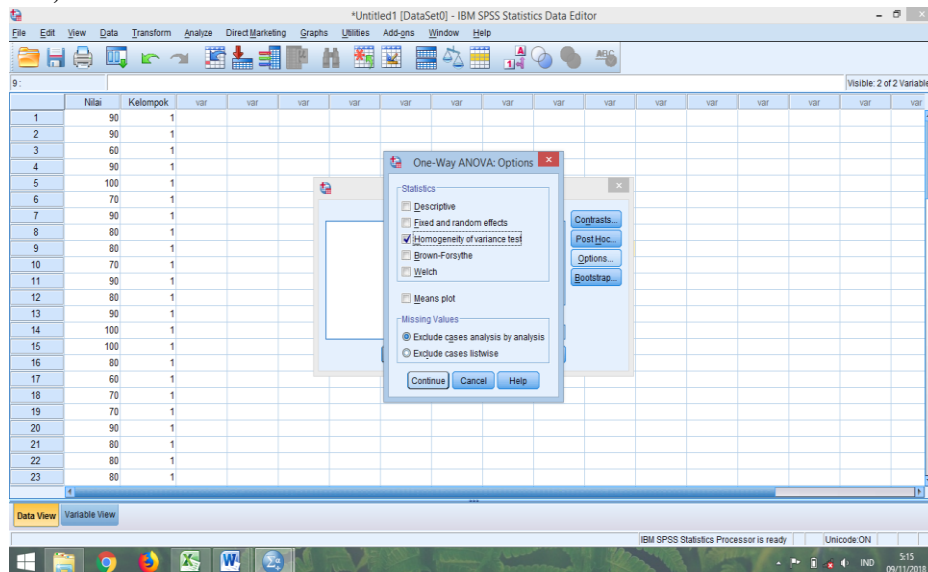 *Untitled1 [DataSet0] - IBM SPSS Statistics Data Editor
File Edit View Data Transform Analyze Direct Marketing Graphs Utilities Add-ons Window Help
9 :
Visible: 2 of 2 Variable
Nilai Kelompok var var var var var var var var var var var var var var
1 90 1
2 90 1
3 60 1
4 90 1
5 100 1
6 70 1
7 90 1
8 80 1
9 80 1
10 70 1
11 90 1
12 80 1
13 90 1
14 100 1
15 100 1
16 80 1
17 60 1
18 70 1
19 70 1
20 90 1
21 80 1
22 80 1
23 80 1
One-Way ANOVA: Options
Statistics
Descriptive
Fixed and random effects
Homogeneity of variance test
Brown-Forsythe
Welch
Means plot
Missing Values
Exclude cases analysis by analysis
Exclude cases listwise
Continue Cancel Help
Contrasts...
Post Hoc...
Options...
Bootstrap...
Data View Variable View
IBM SPSS Statistics Processor is ready
Unicode:ON
IND
5:15
09/11/2018